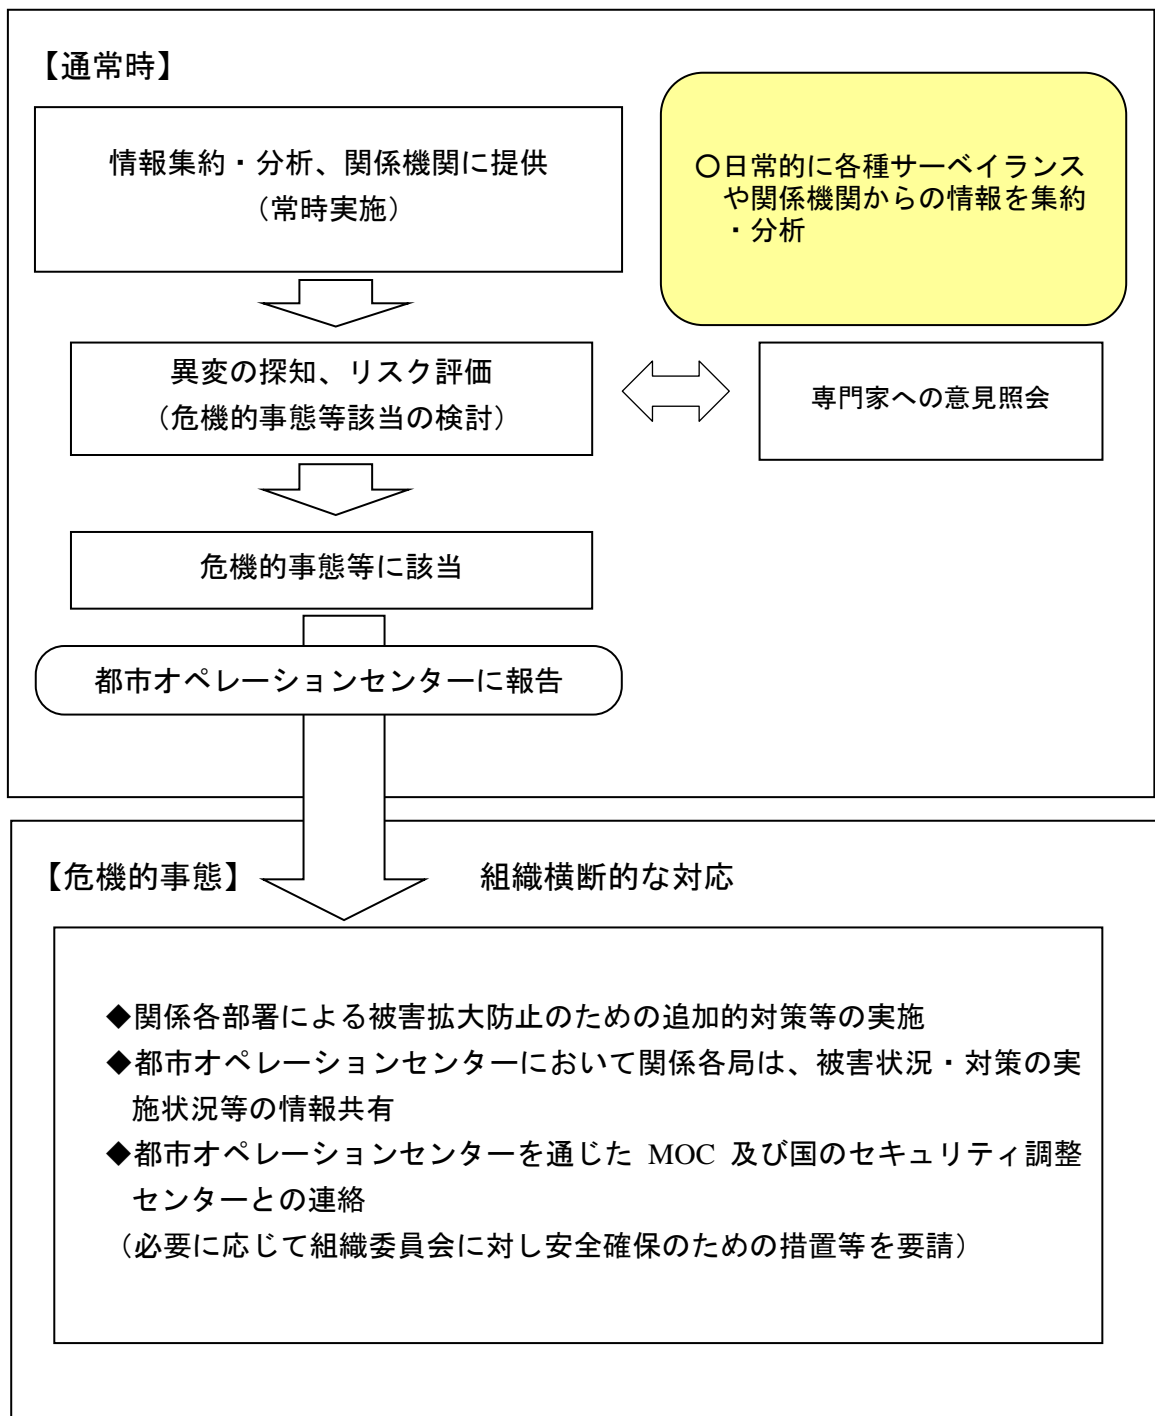 【通常時】
情報集約・分析、関係機関に提供
（常時実施）
〇日常的に各種サーベイランス
や関係機関からの情報を集約
・分析
異変の探知、リスク評価
（危機的事態等該当の検討）
専門家への意見照会
危機的事態等に該当
都市オペレーションセンターに報告
【危機的事態】 組織横断的な対応
◆関係各部署による被害拡大防止のための追加的対策等の実施
◆都市オペレーションセンターにおいて関係各局は、被害状況・対策の実
施状況等の情報共有
◆都市オペレーションセンターを通じた MOC 及び国のセキュリティ調整
センターとの連絡
（必要に応じて組織委員会に対し安全確保のための措置等を要請）